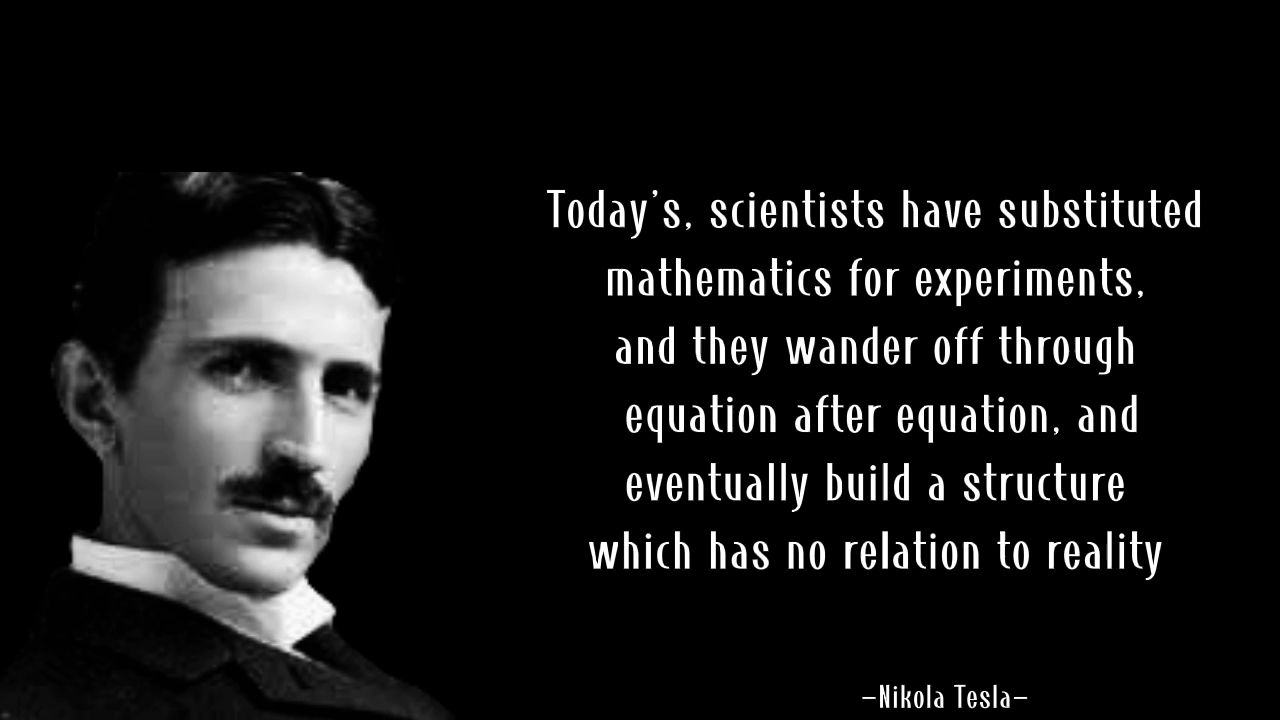 Today's, scientists have substituted
mathematics for experiments,
and they wander off through
equation after equation, and
eventually build a structure
which has no relation to reality
-Nikola Tesla-